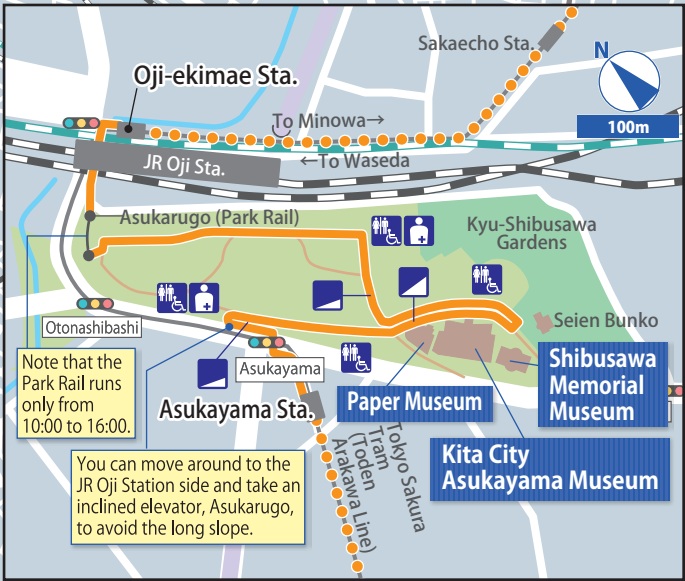 Sakaecho Sta.
N
100m
Oji-ekimae Sta.
To Minowa→
←To Waseda
JR Oji Sta.
Asukarugo (Park Rail)
Kyu-Shibusawa
Gardens
Otonashibashi
Seien Bunko
Note that the
Park Rail runs
only from
10:00 to 16:00.
Asukayama
Asukayama Sta.
Paper Museum
Shibusawa
Memorial
Museum
Kita City
Asukayama Museum
You can move around to the
JR Oji Station side and take an
inclined elevator, Asukarugo,
to avoid the long slope.
Tokyo Sakura
Tram
(Toden
Arakawa Line)